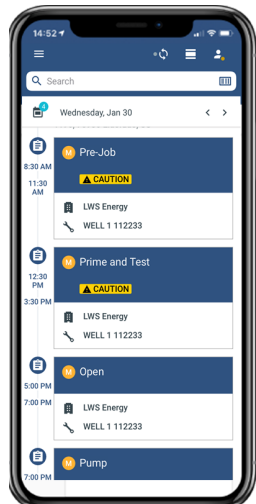 14:52
Search
4
Wednesday, Jan 30
8:30 AM
11:30
AM
M Pre-Job
CAUTION
LWS Energy
WELL 1 112233
12:30
PM
3:30 PM
M Prime and Test
CAUTION
LWS Energy
WELL 1 112233
5:00 PM
7:00 PM
M Open
LWS Energy
WELL 1 112233
7:00 PM
M Pump